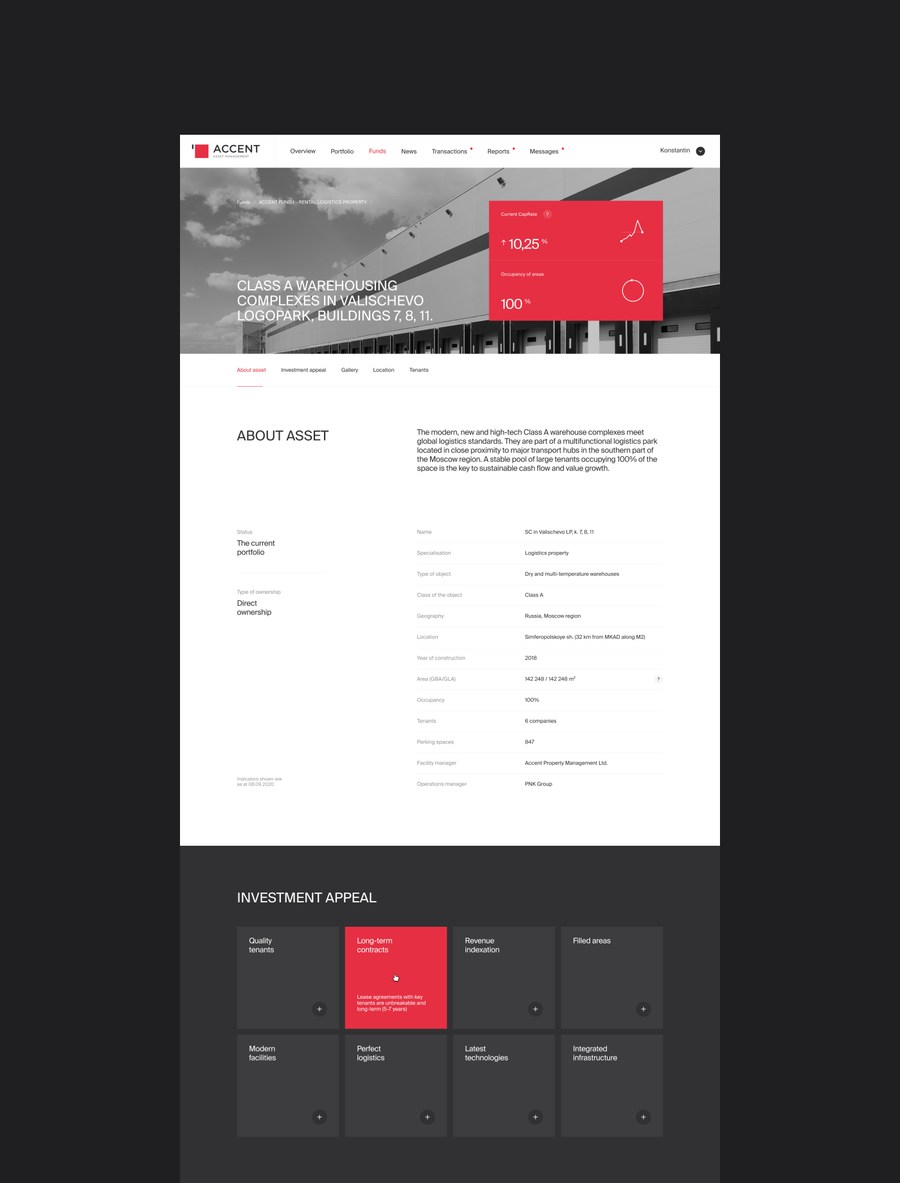 ACCENT
ASSET MANAGEMENT
Overview
Portfolio
Funds
News
Transactions
Reports
Messages
Konstantin
Funds
ACCENT FUND I - RENTAL LOGISTICS PROPERTY
CLASS A WAREHOUSING
COMPLEXES IN VALISCHEVO
LOGOPARK, BUILDINGS 7, 8, 11.
Current CapRate ?
↑ 10,25 %
Occupancy of areas
100 %
About asset
Investment appeal
Gallery
Location
Tenants
ABOUT ASSET
The modern, new and high-tech Class A warehouse complexes meet
global logistics standards. They are part of a multifunctional logistics park
located in close proximity to major transport hubs in the southern part of
the Moscow region. A stable pool of large tenants occupying 100% of the
space is the key to sustainable cash flow and value growth.
Status
The current
portfolio
Type of ownership
Direct
ownership
Indicators shown are
as at 08.09.2020.
Name SC in Valischevo LP, k. 7, 8, 11
Specialisation Logistics property
Type of object Dry and multi-temperature warehouses
Class of the object Class A
Geography Russia, Moscow region
Location Simferopolskoye sh. (32 km from MKAD along M2)
Year of construction 2018
Area (GBA/GLA) 142 248 / 142 248 m² ?
Occupancy 100%
Tenants 6 companies
Parking spaces 847
Facility manager Accent Property Management Ltd.
Operations manager PNK Group
INVESTMENT APPEAL
Quality
tenants
+
Long-term
contracts
Lease agreements with key
tenants are unbreakable and
long-term (5-7 years)
Revenue
indexation
+
Filled areas
+
Modern
facilities
+
Perfect
logistics
+
Latest
technologies
+
Integrated
infrastructure
+